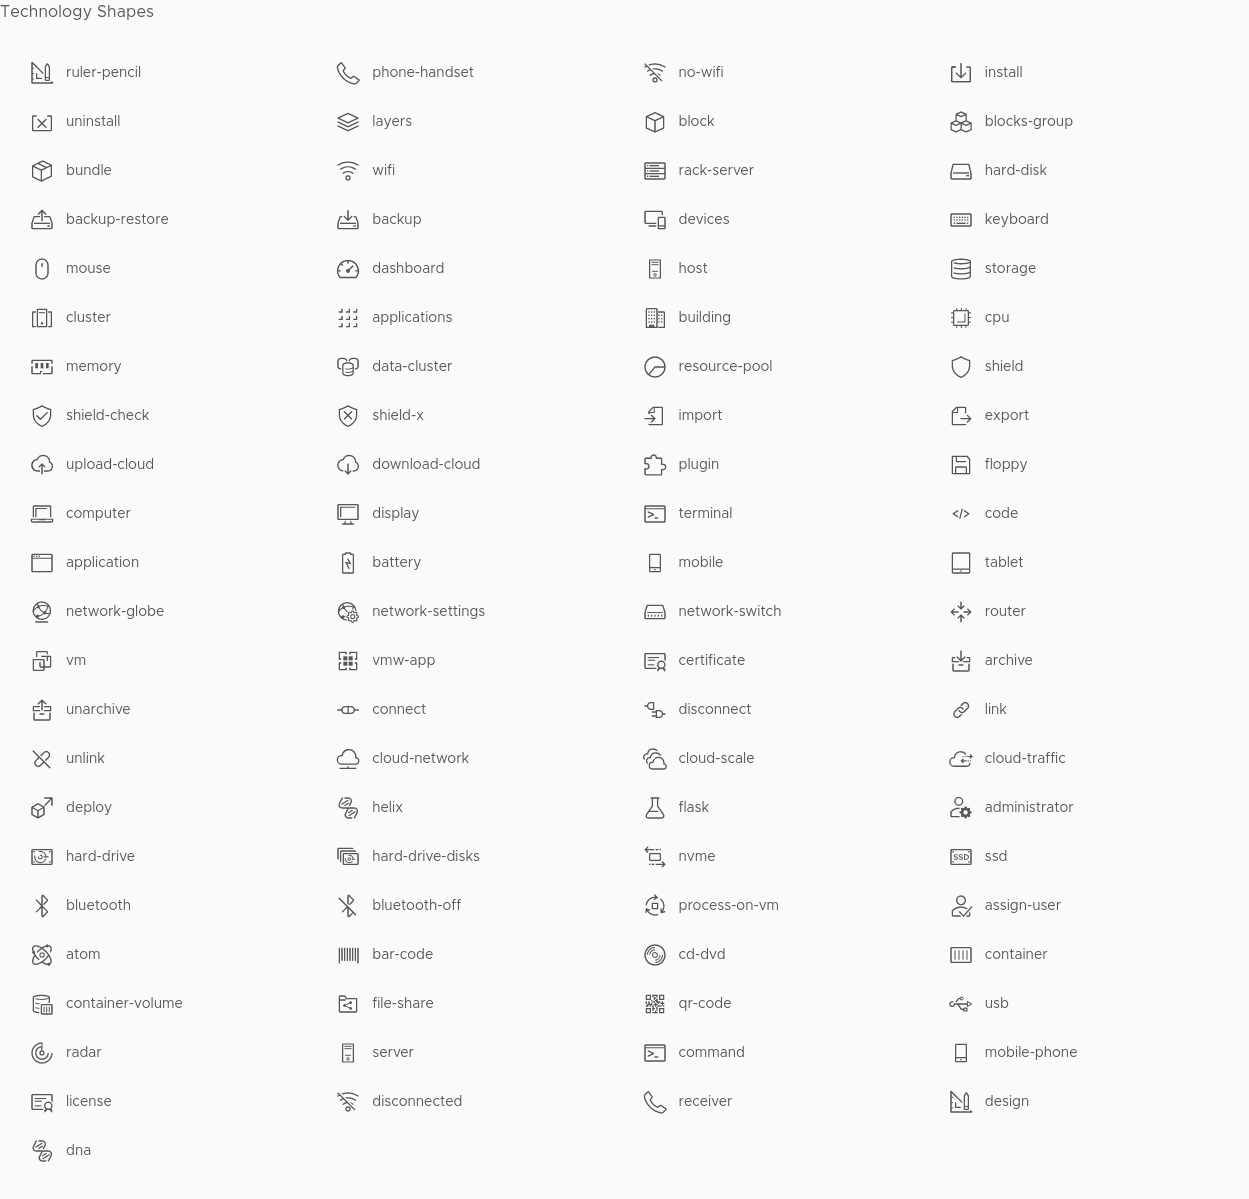 Technology Shapes
ruler-pencil phone-handset no-wifi install
uninstall layers block blocks-group
bundle wifi rack-server hard-disk
backup-restore backup devices keyboard
mouse dashboard host storage
cluster applications building cpu
memory data-cluster resource-pool shield
shield-check shield-x import export
upload-cloud download-cloud plugin floppy
computer display terminal code
application battery mobile tablet
network-globe network-settings network-switch router
vm vmw-app certificate archive
unarchive connect disconnect link
unlink cloud-network cloud-scale cloud-traffic
deploy helix flask administrator
hard-drive hard-drive-disks nvme SSD ssd
bluetooth bluetooth-off process-on-vm assign-user
atom bar-code cd-dvd container
container-volume file-share qr-code usb
radar server command mobile-phone
license disconnected receiver design
dna